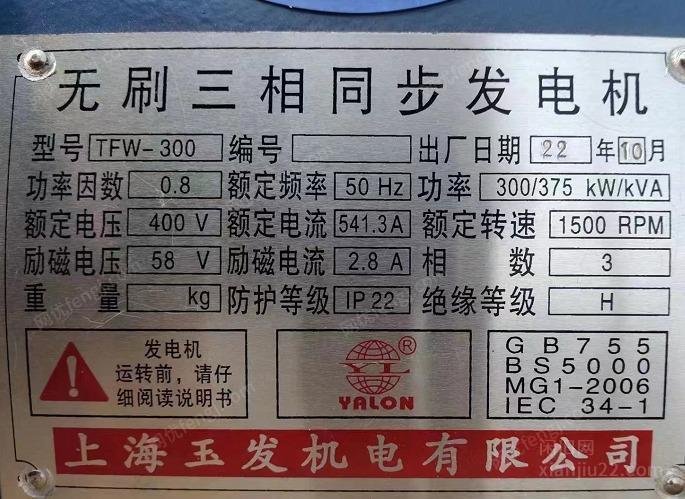 无刷三相同步发电机
型号 TFW-300 编号 出厂日期 22 年 10 月
功率因数 0.8 额定频率 50 Hz 功率 300/375 kW/kVA
额定电压 400 V 额定电流 541.3A 额定转速 1500 RPM
励磁电压 58 V 励磁电流 2.8 A 相数 3
重量 kg 防护等级 IP 22 绝缘等级 H
发电机
运转前，请仔
细阅读说明书
YL ®
YALON
GB755
BS5000
MG1-2006
IEC 34-1
上海玉发机电有限公司
闲旧网
xianjiu22.com